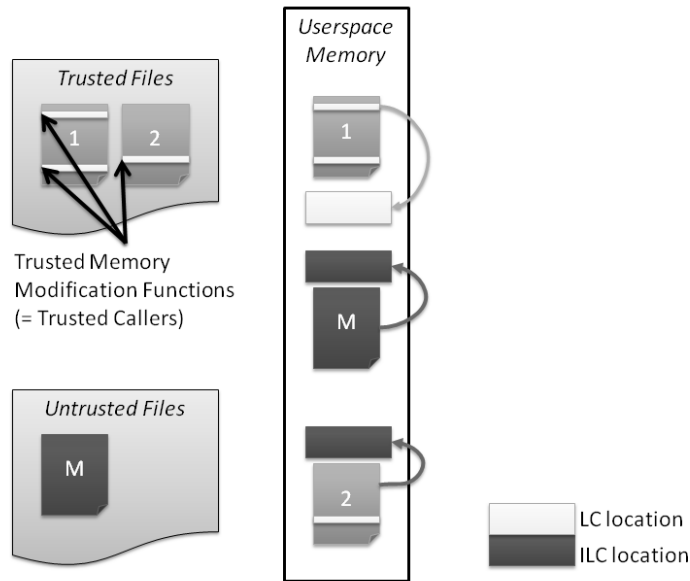 Userspace
Memory
Trusted Files
1
2
1
Trusted Memory
Modification Functions
(= Trusted Callers)
M
Untrusted Files
M
2
LC location
ILC location